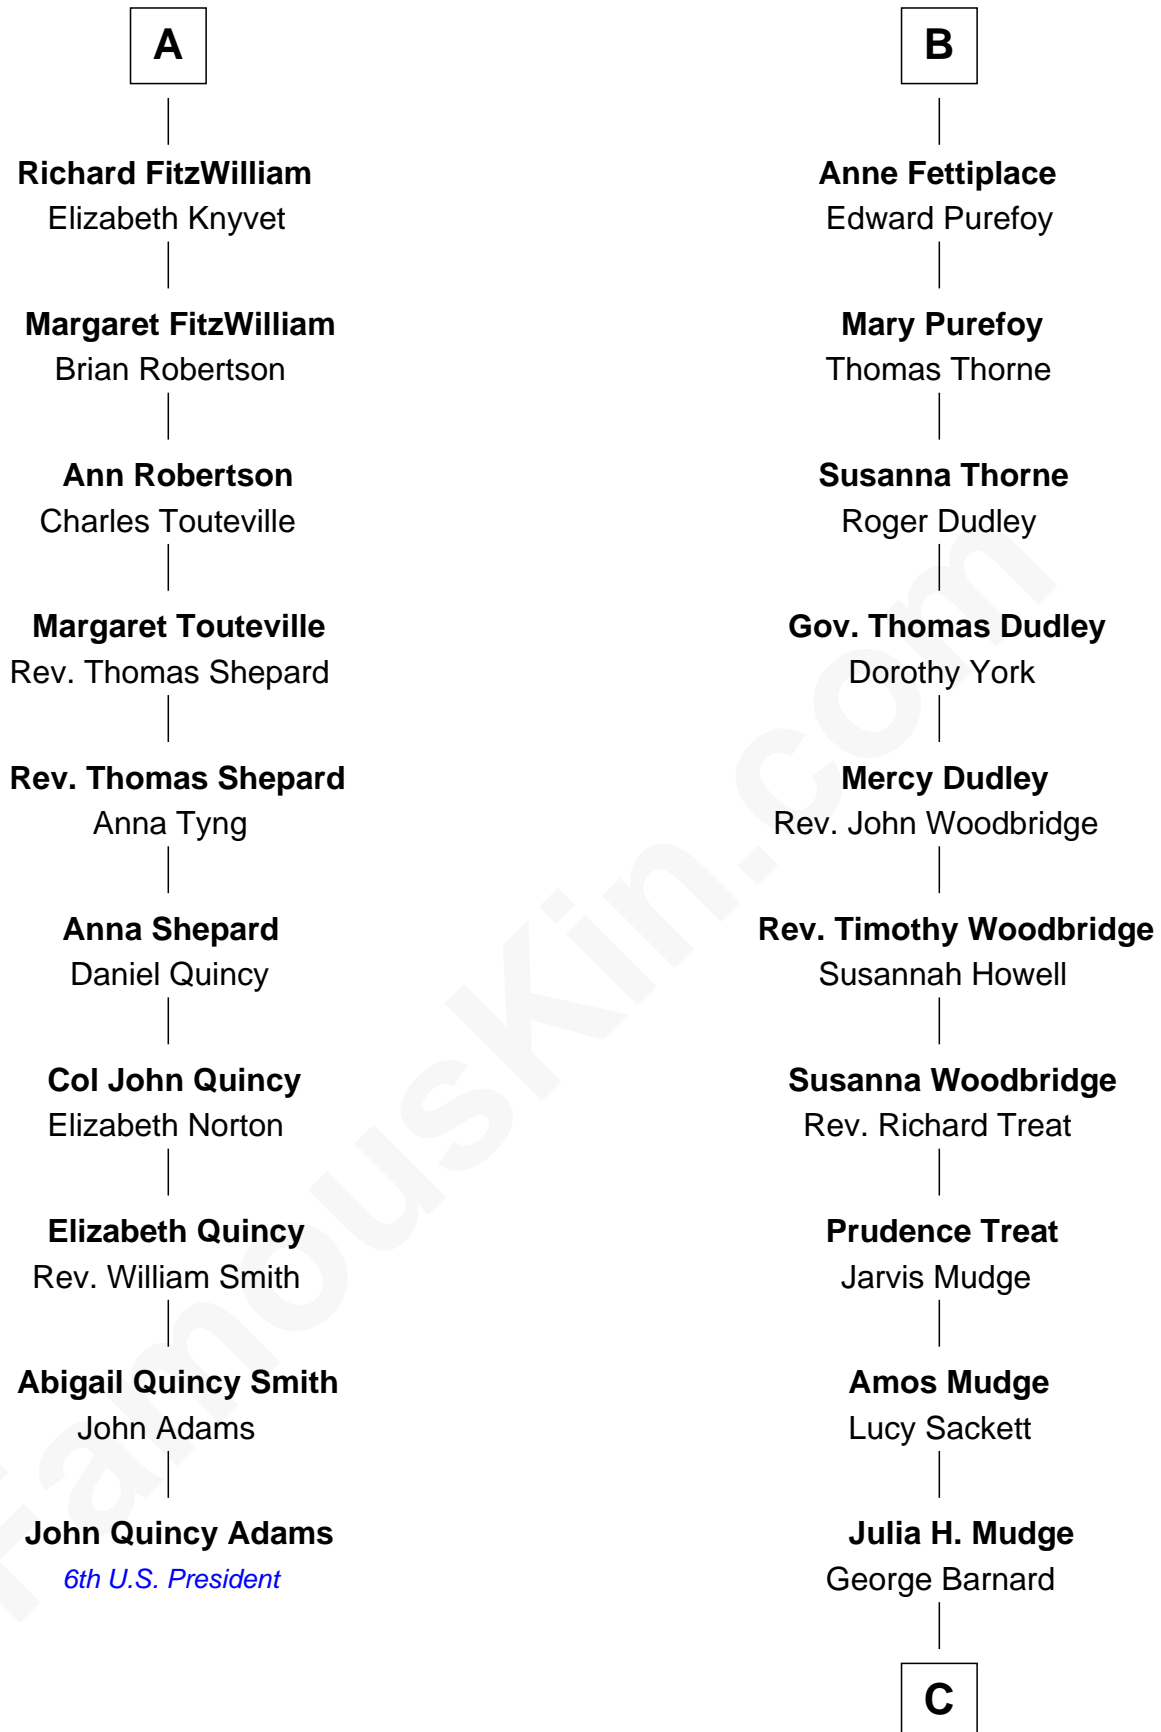 A
Richard FitzWilliam
Elizabeth Knyvet
Margaret FitzWilliam
Brian Robertson
Ann Robertson
Charles Touteville
Margaret Touteville
Rev. Thomas Shepard
Rev. Thomas Shepard
Anna Tyng
Anna Shepard
Daniel Quincy
Col John Quincy
Elizabeth Norton
Elizabeth Quincy
Rev. William Smith
Abigail Quincy Smith
John Adams
John Quincy Adams
6th U.S. President
B
Anne Fettiplace
Edward Purefoy
Mary Purefoy
Thomas Thorne
Susanna Thorne
Roger Dudley
Gov. Thomas Dudley
Dorothy York
Mercy Dudley
Rev. John Woodbridge
Rev. Timothy Woodbridge
Susannah Howell
Susanna Woodbridge
Rev. Richard Treat
Prudence Treat
Jarvis Mudge
Amos Mudge
Lucy Sackett
Julia H. Mudge
George Barnard
C
FamousKin.com